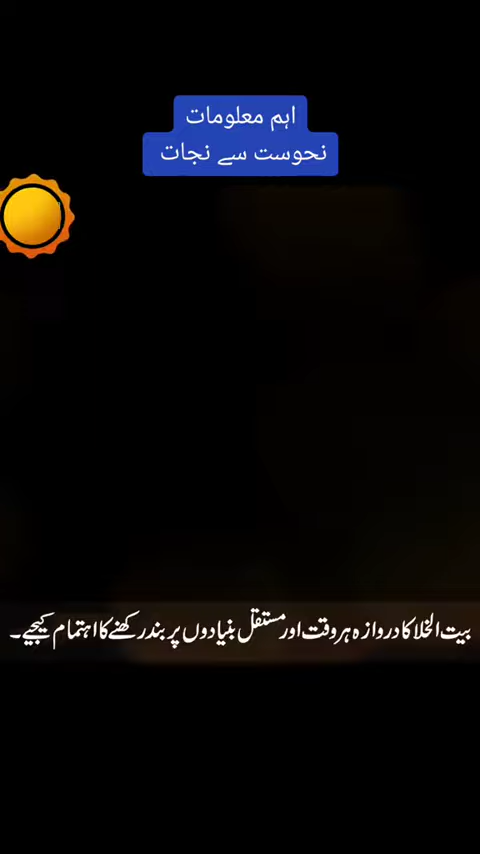 اہم معلومات
نحوست سے نجات
بیت الخلا کا دروازہ ہر وقت اور مستقل بنیادوں پر بند رکھنے کا اہتمام کیجیے۔